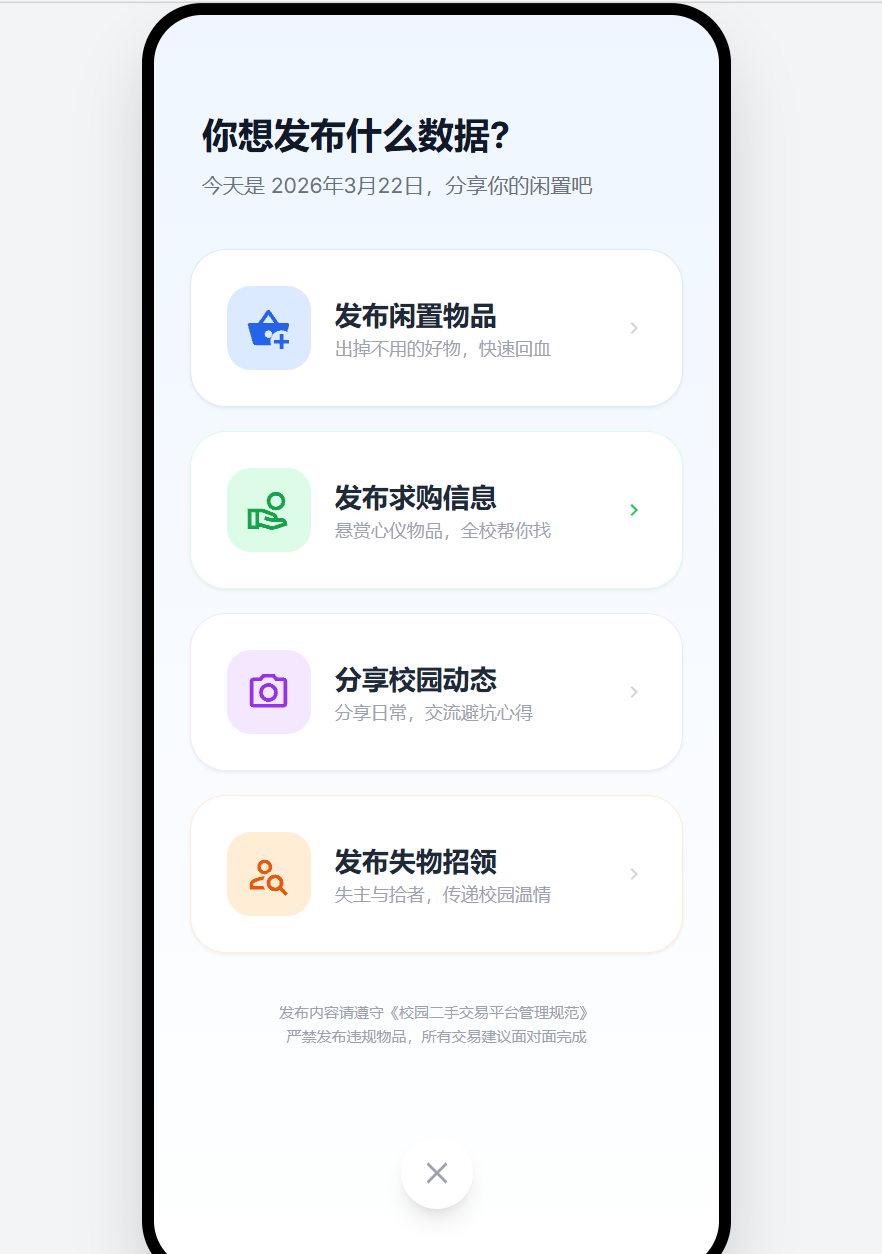 你想发布什么数据?
今天是 2026年3月22日，分享你的闲置吧
发布闲置物品
出掉不用的好物，快速回血
发布求购信息
悬赏心仪物品，全校帮你找
分享校园动态
分享日常，交流避坑心得
发布失物招领
失主与拾者，传递校园温情
发布内容请遵守《校园二手交易平台管理规范》
严禁发布违规物品，所有交易建议面对面完成